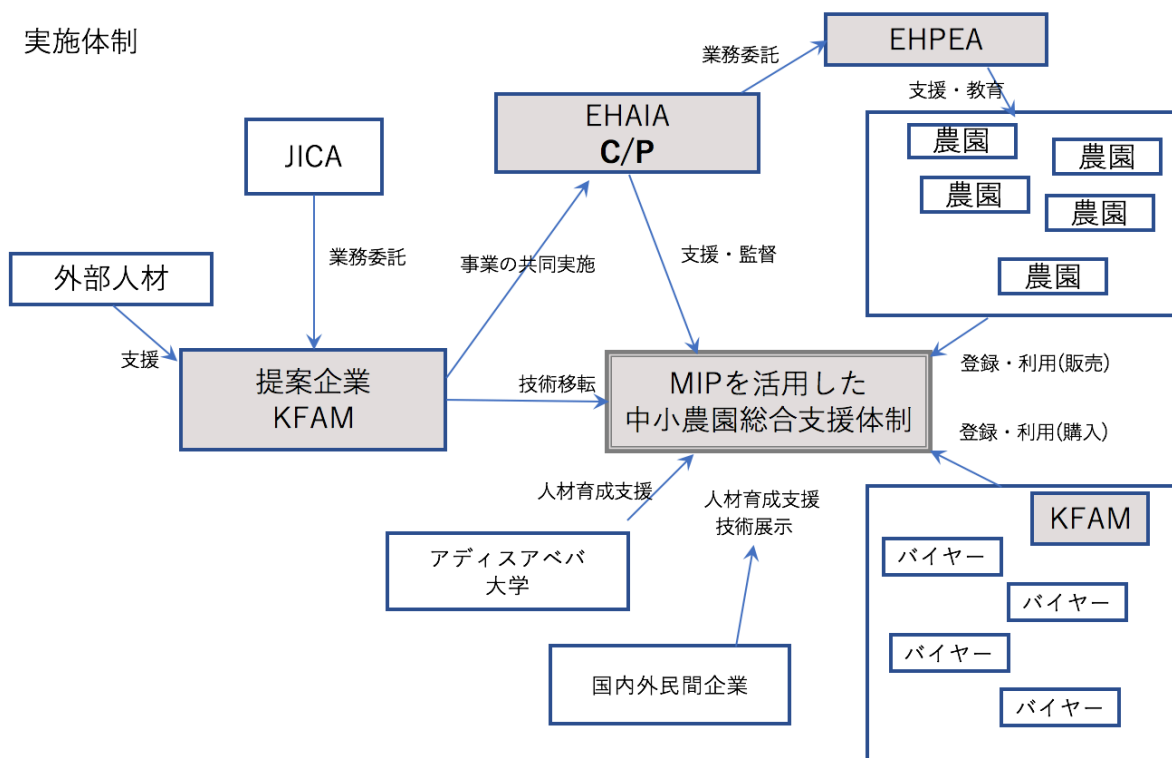 実施体制
EHPEA
業務委託
支援・教育
EHAIA
C/P
農園
農園
農園
農園
農園
JICA
業務委託
事業の共同実施
支援・監督
外部人材
支援
提案企業
KFAM
技術移転
MIPを活用した
中小農園総合支援体制
登録・利用(販売)
登録・利用(購入)
人材育成支援
人材育成支援
技術展示
アディスアベバ
大学
国内外民間企業
KFAM
バイヤー
バイヤー
バイヤー
バイヤー